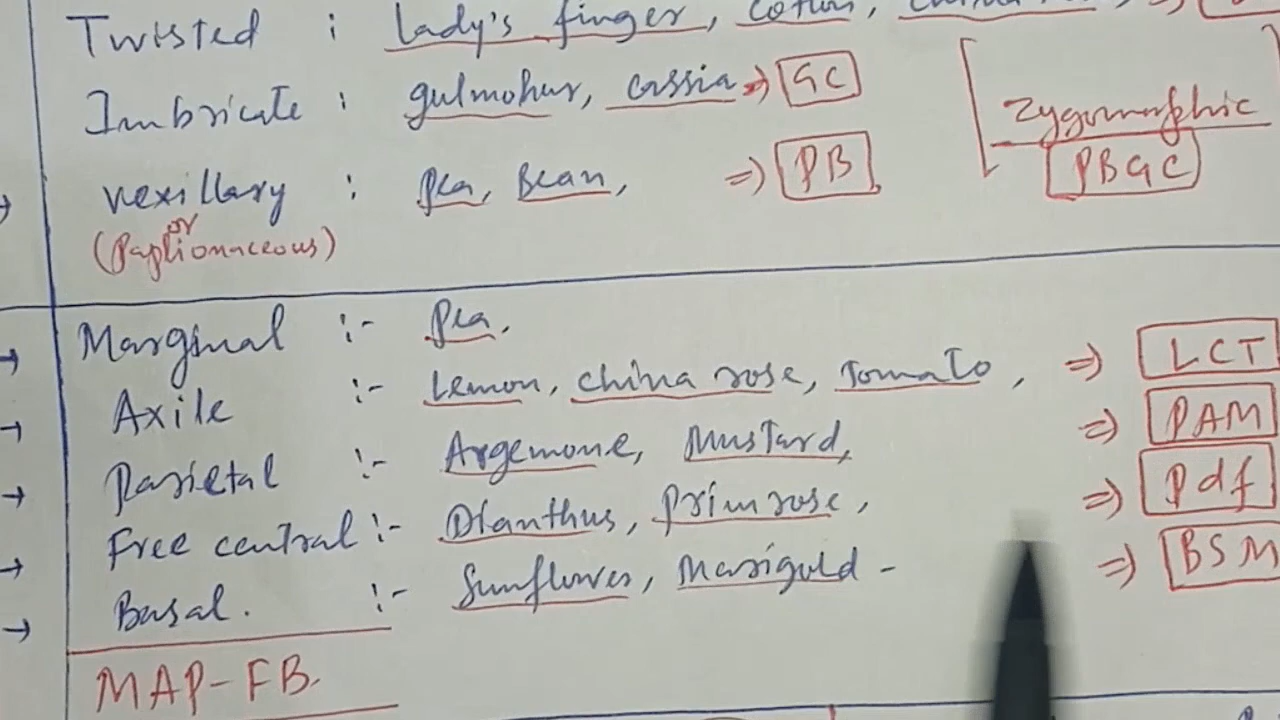 Twisted : lady's finger, cotton, ⇒
Imbricate : gulmohur, cassia ⇒ GC
Zygomorphic
PBGC
vexillary : pea, Bean, ⇒ PB
or
(Paplionaceous)
→ Marginal :- Pea.
→ Axile :- Lemon, China rose, Tomato, ⇒ LCT
→ Parietal :- Argemone, Mustard, ⇒ PAM
→ Free central :- Dianthus, primrose, ⇒ Pdf
→ Basal. :- Sunflower, Marigold - ⇒ BSM
MAP-FB.